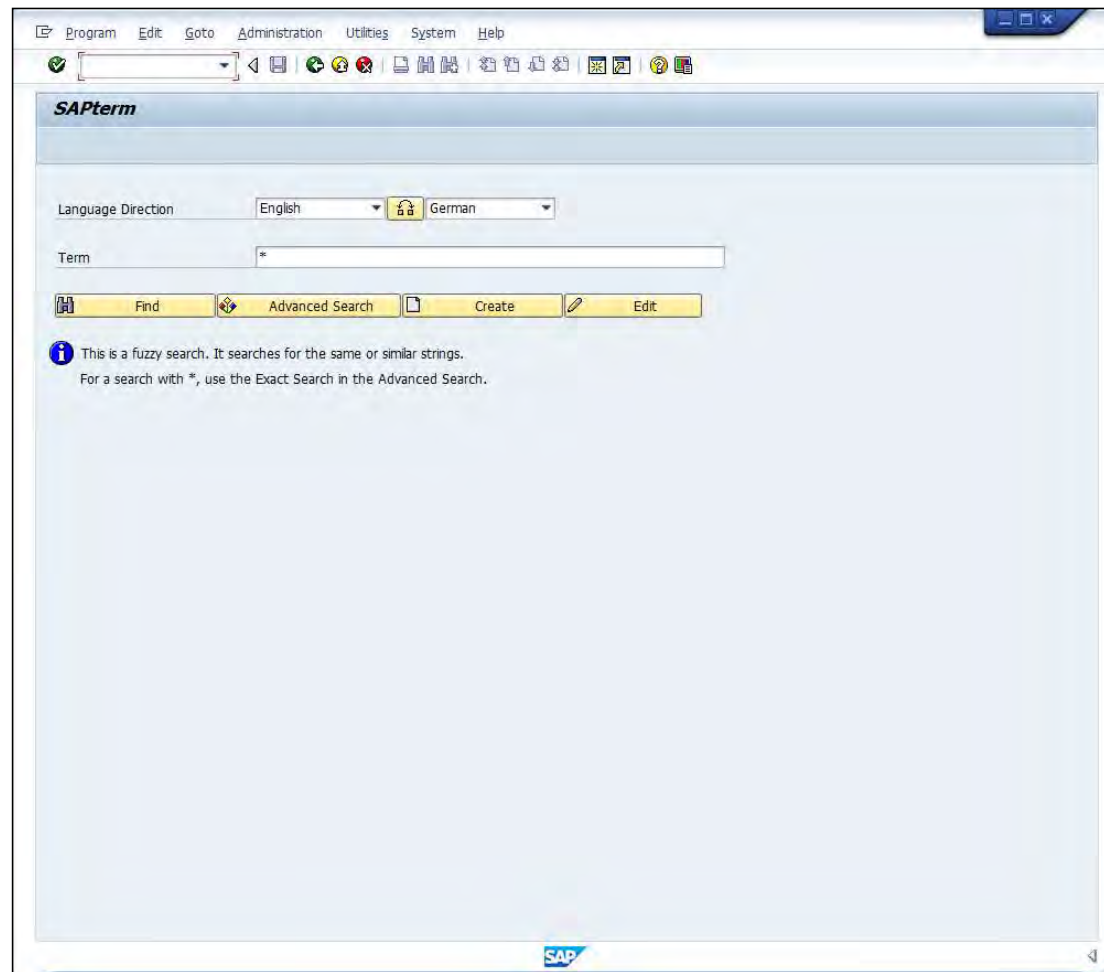 Program Edit Goto Administration Utilities System Help
SAPterm
Language Direction English German
Term *
Find Advanced Search Create Edit
This is a fuzzy search. It searches for the same or similar strings.
For a search with *, use the Exact Search in the Advanced Search.
SAP